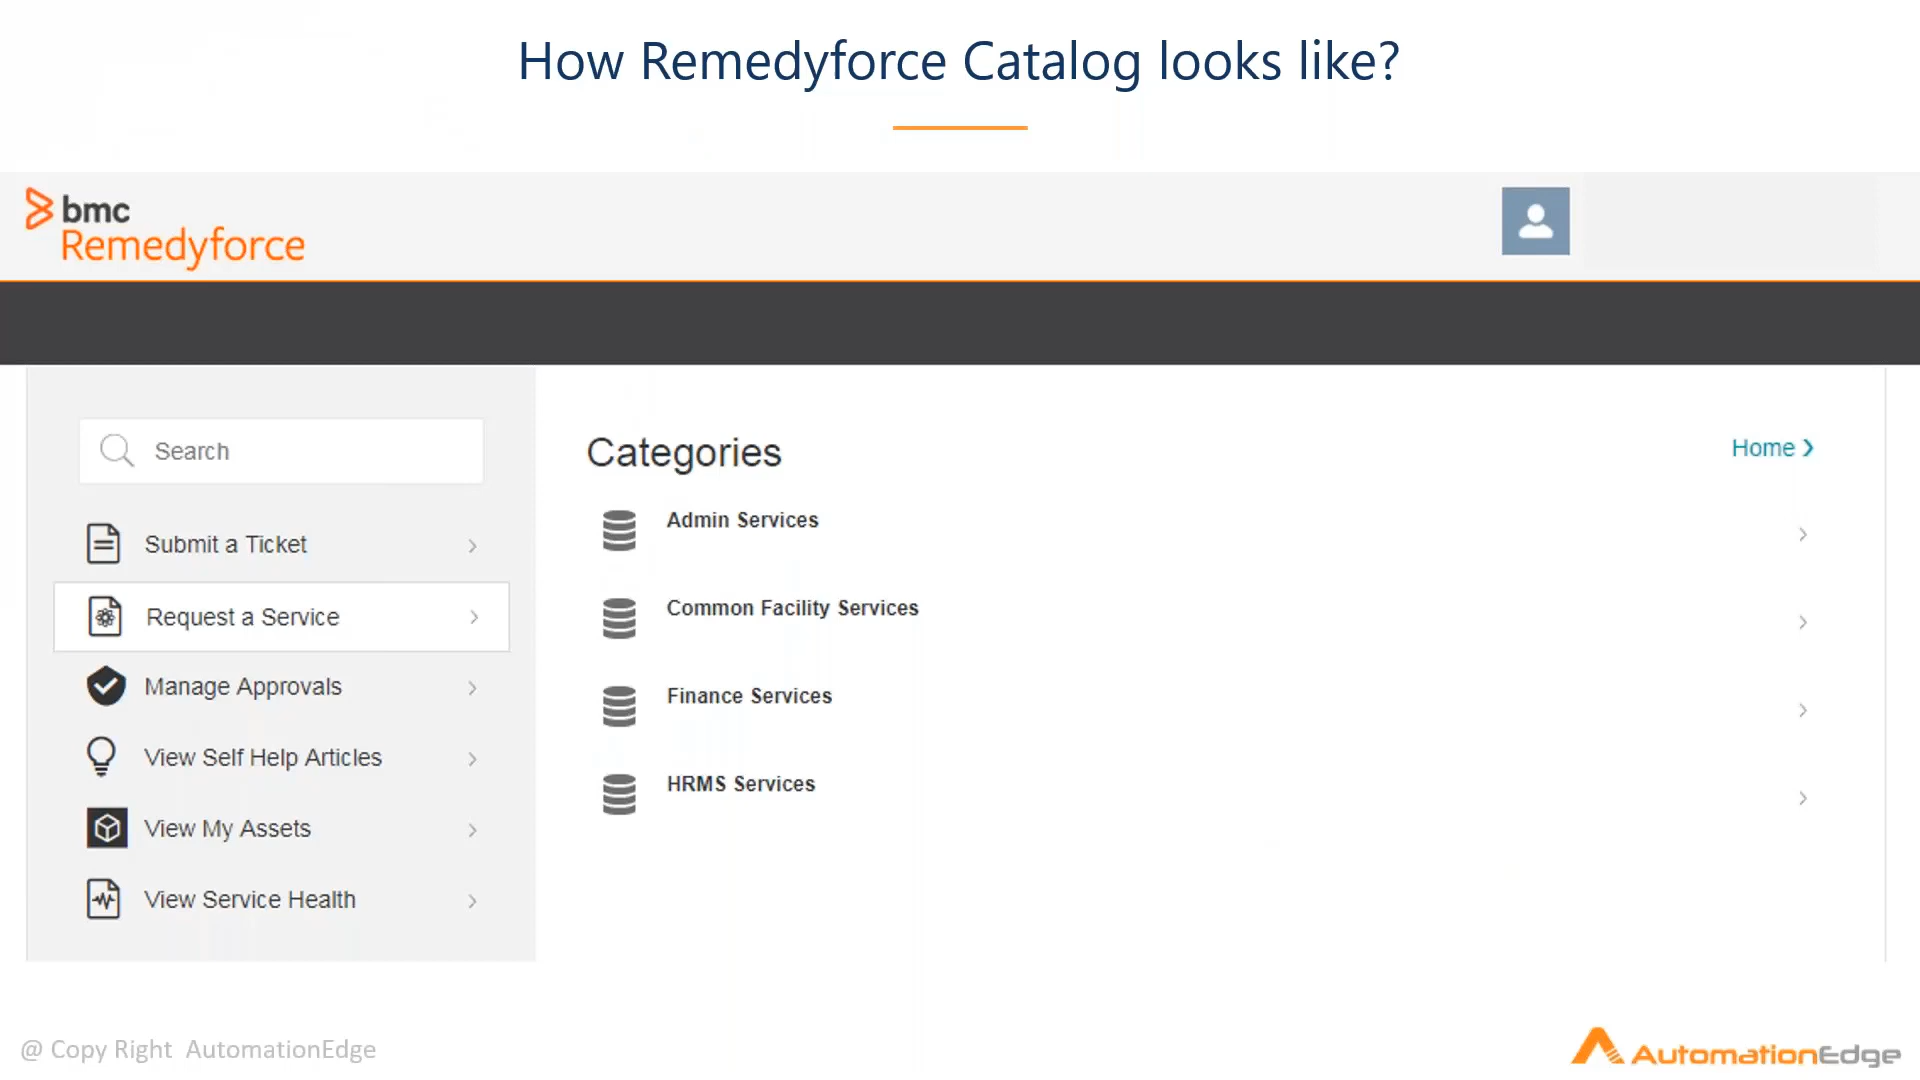 How Remedyforce Catalog looks like?
bmc
Remedyforce
Search
Submit a Ticket
Request a Service
Manage Approvals
View Self Help Articles
View My Assets
View Service Health
Categories
Home
Admin Services
Common Facility Services
Finance Services
HRMS Services
@ Copy Right AutomationEdge
AutomationEdge